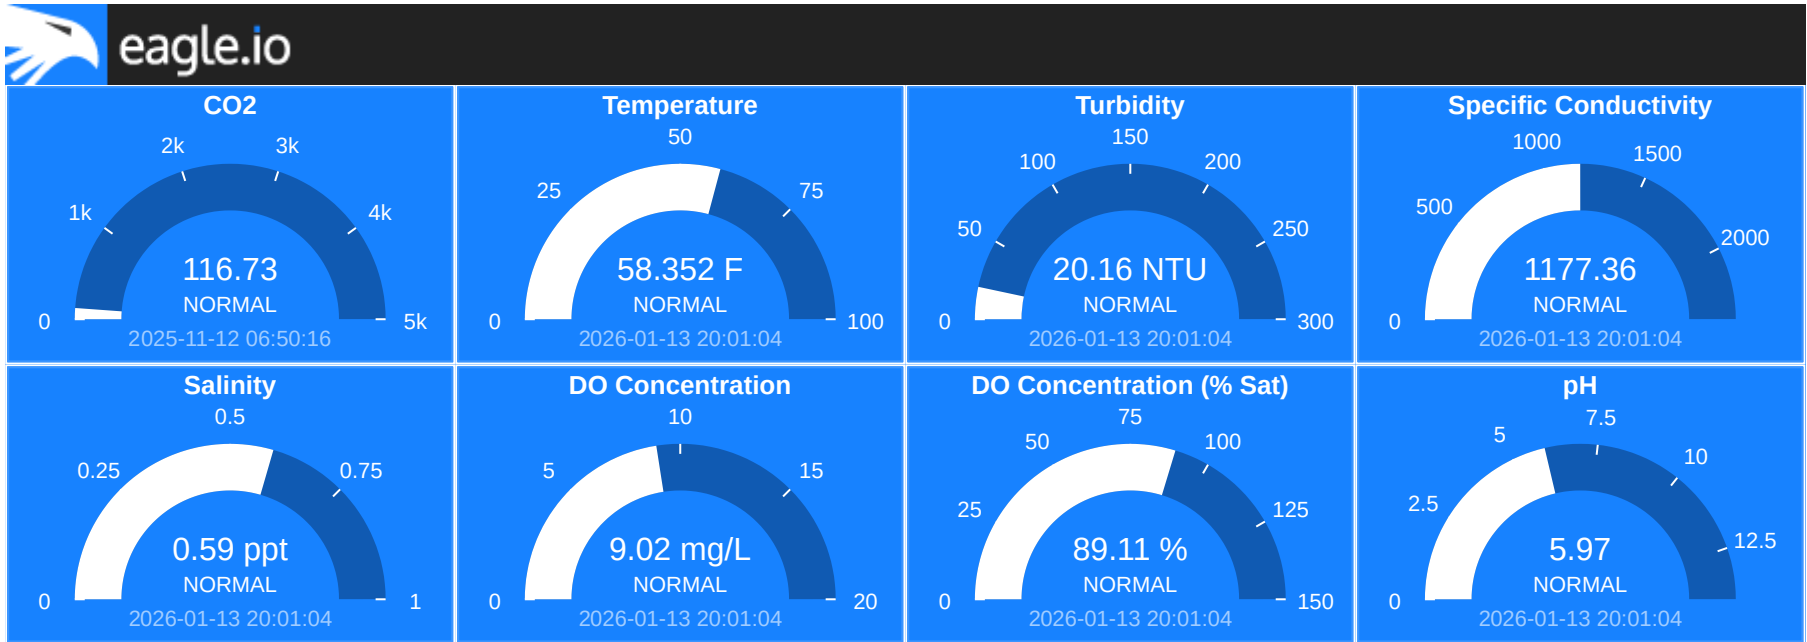 eagle.io
CO2
0
1k
2k
3k
4k
5k
116.73
NORMAL
2025-11-12 06:50:16
Temperature
0
25
50
75
100
58.352 F
NORMAL
2026-01-13 20:01:04
Turbidity
0
50
100
150
200
250
300
20.16 NTU
NORMAL
2026-01-13 20:01:04
Specific Conductivity
0
500
1000
1500
2000
1177.36
NORMAL
2026-01-13 20:01:04
Salinity
0
0.25
0.5
0.75
1
0.59 ppt
NORMAL
2026-01-13 20:01:04
DO Concentration
0
5
10
15
20
9.02 mg/L
NORMAL
2026-01-13 20:01:04
DO Concentration (% Sat)
0
25
50
75
100
125
150
89.11 %
NORMAL
2026-01-13 20:01:04
pH
0
2.5
5
7.5
10
12.5
5.97
NORMAL
2026-01-13 20:01:04